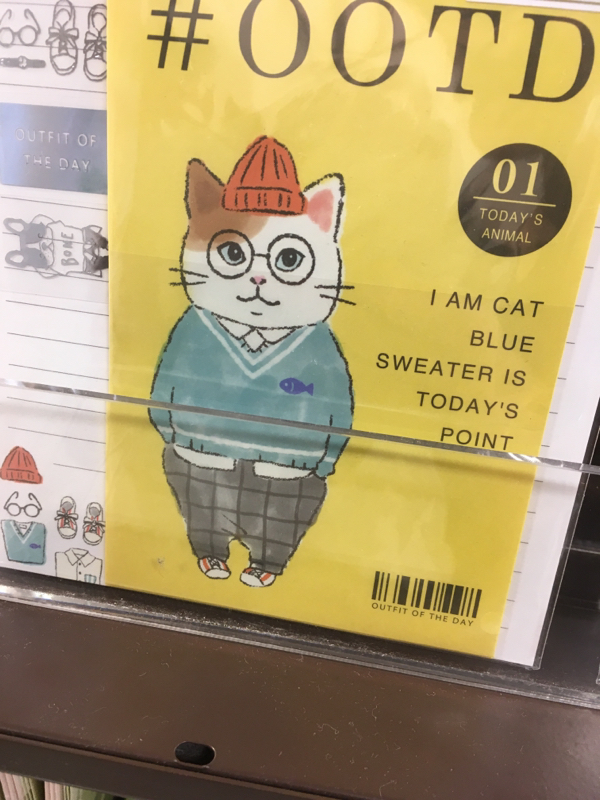 #OOTD
OUTFIT OF
THE DAY
BONE
01
TODAY'S
ANIMAL
I AM CAT
BLUE
SWEATER IS
TODAY'S
POINT
OUTFIT OF THE DAY